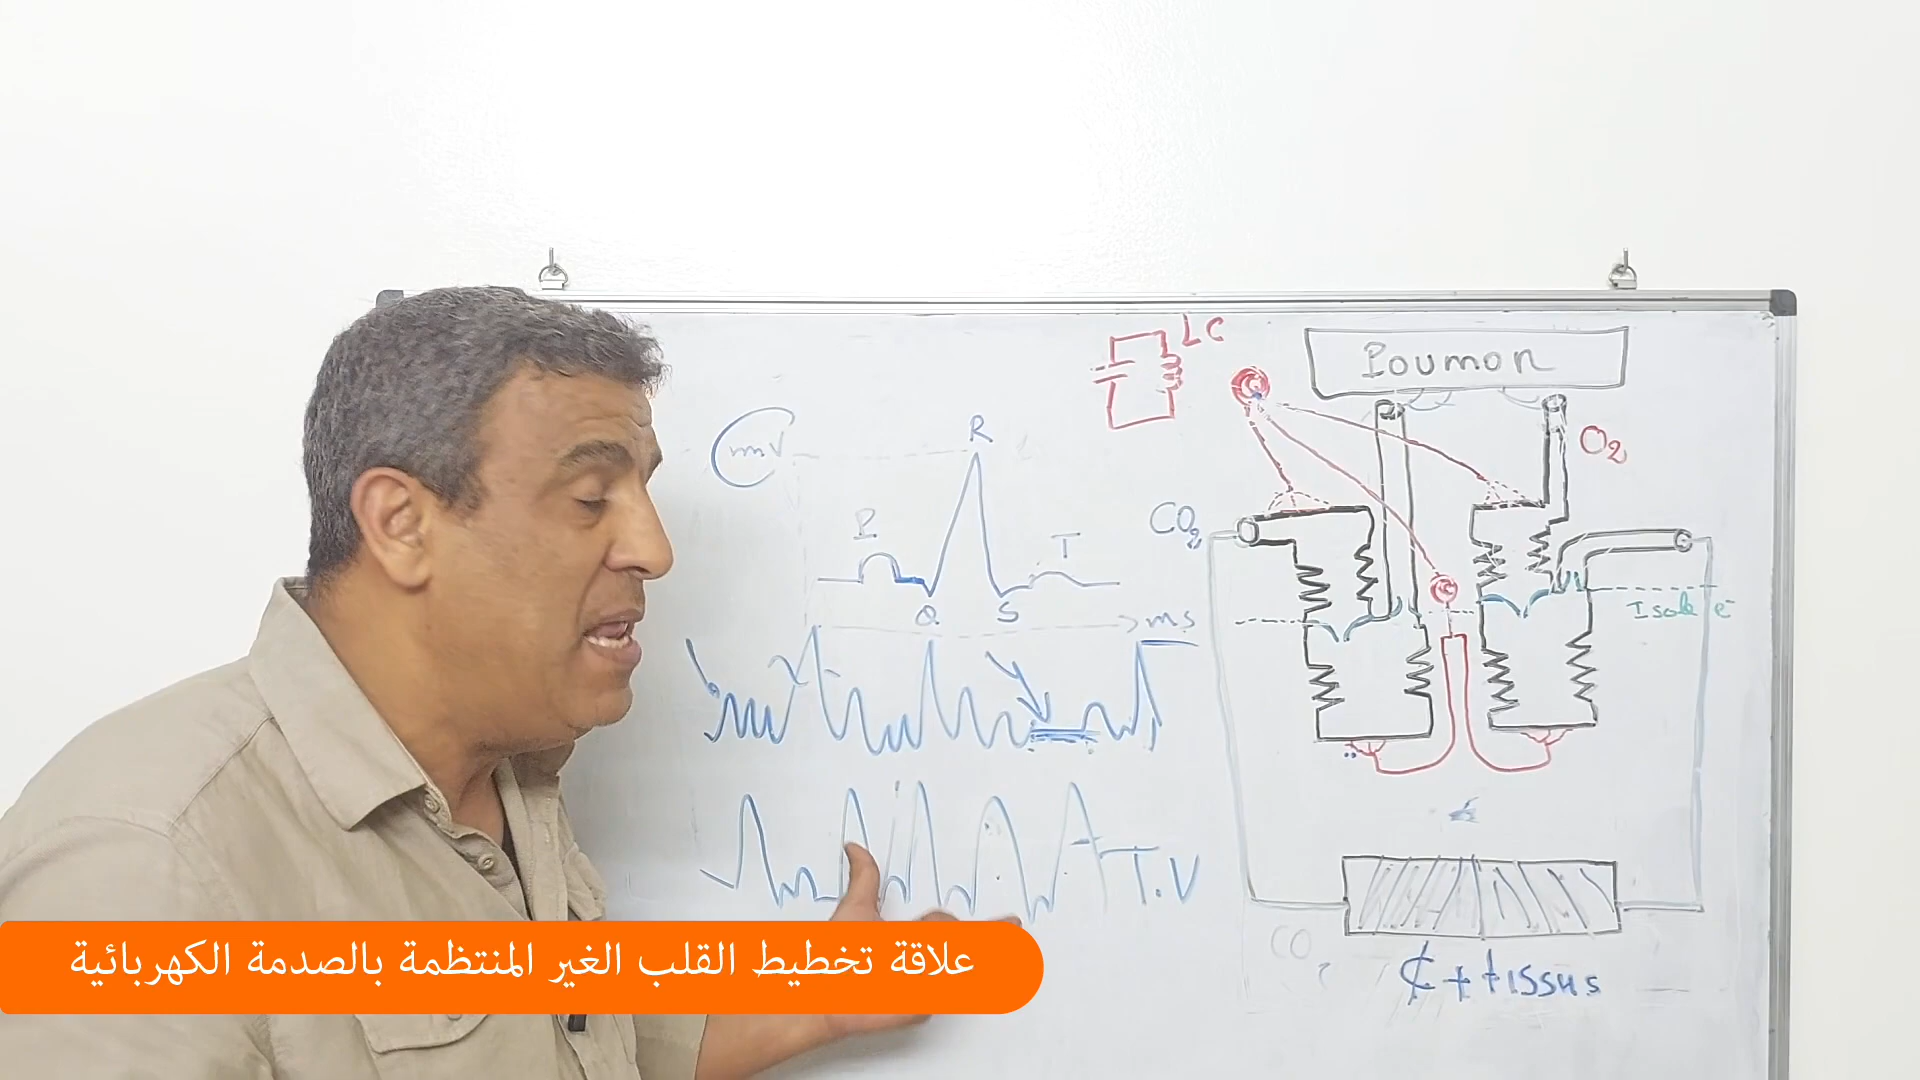 LC
Poumon
mV
R
O2
P
T
CO2
Q
S
ms
Isolé e-
T.V
CO2
₵ + tissus
علاقة تخطيط القلب الغير المنتظمة بالصدمة الكهربائية